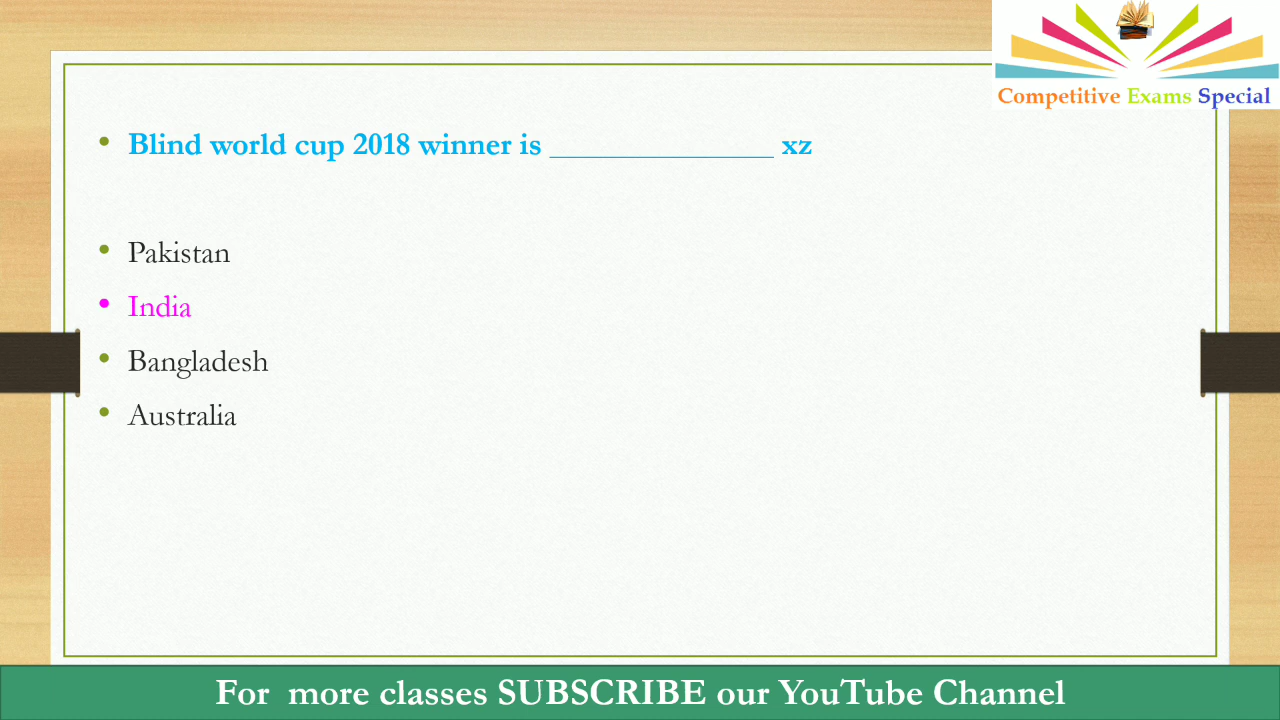 Competitive Exams Special
• Blind world cup 2018 winner is ______________ xz
• Pakistan
• India
• Bangladesh
• Australia
For  more classes SUBSCRIBE our YouTube Channel